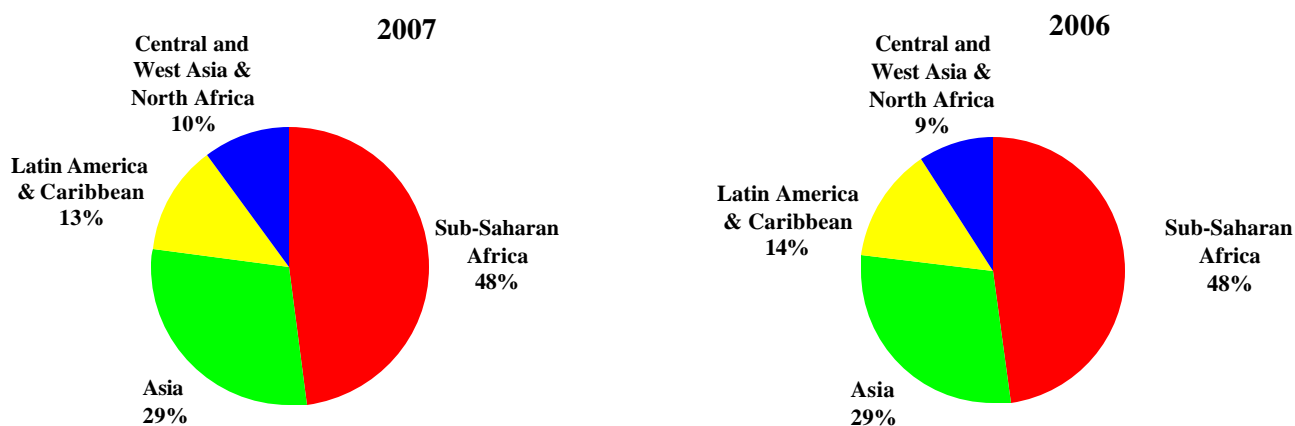 2007
Central and
West Asia &
North Africa
10%
Latin America
& Caribbean
13%
Sub-Saharan
Africa
48%
Asia
29%
2006
Central and
West Asia &
North Africa
9%
Latin America
& Caribbean
14%
Sub-Saharan
Africa
48%
Asia
29%